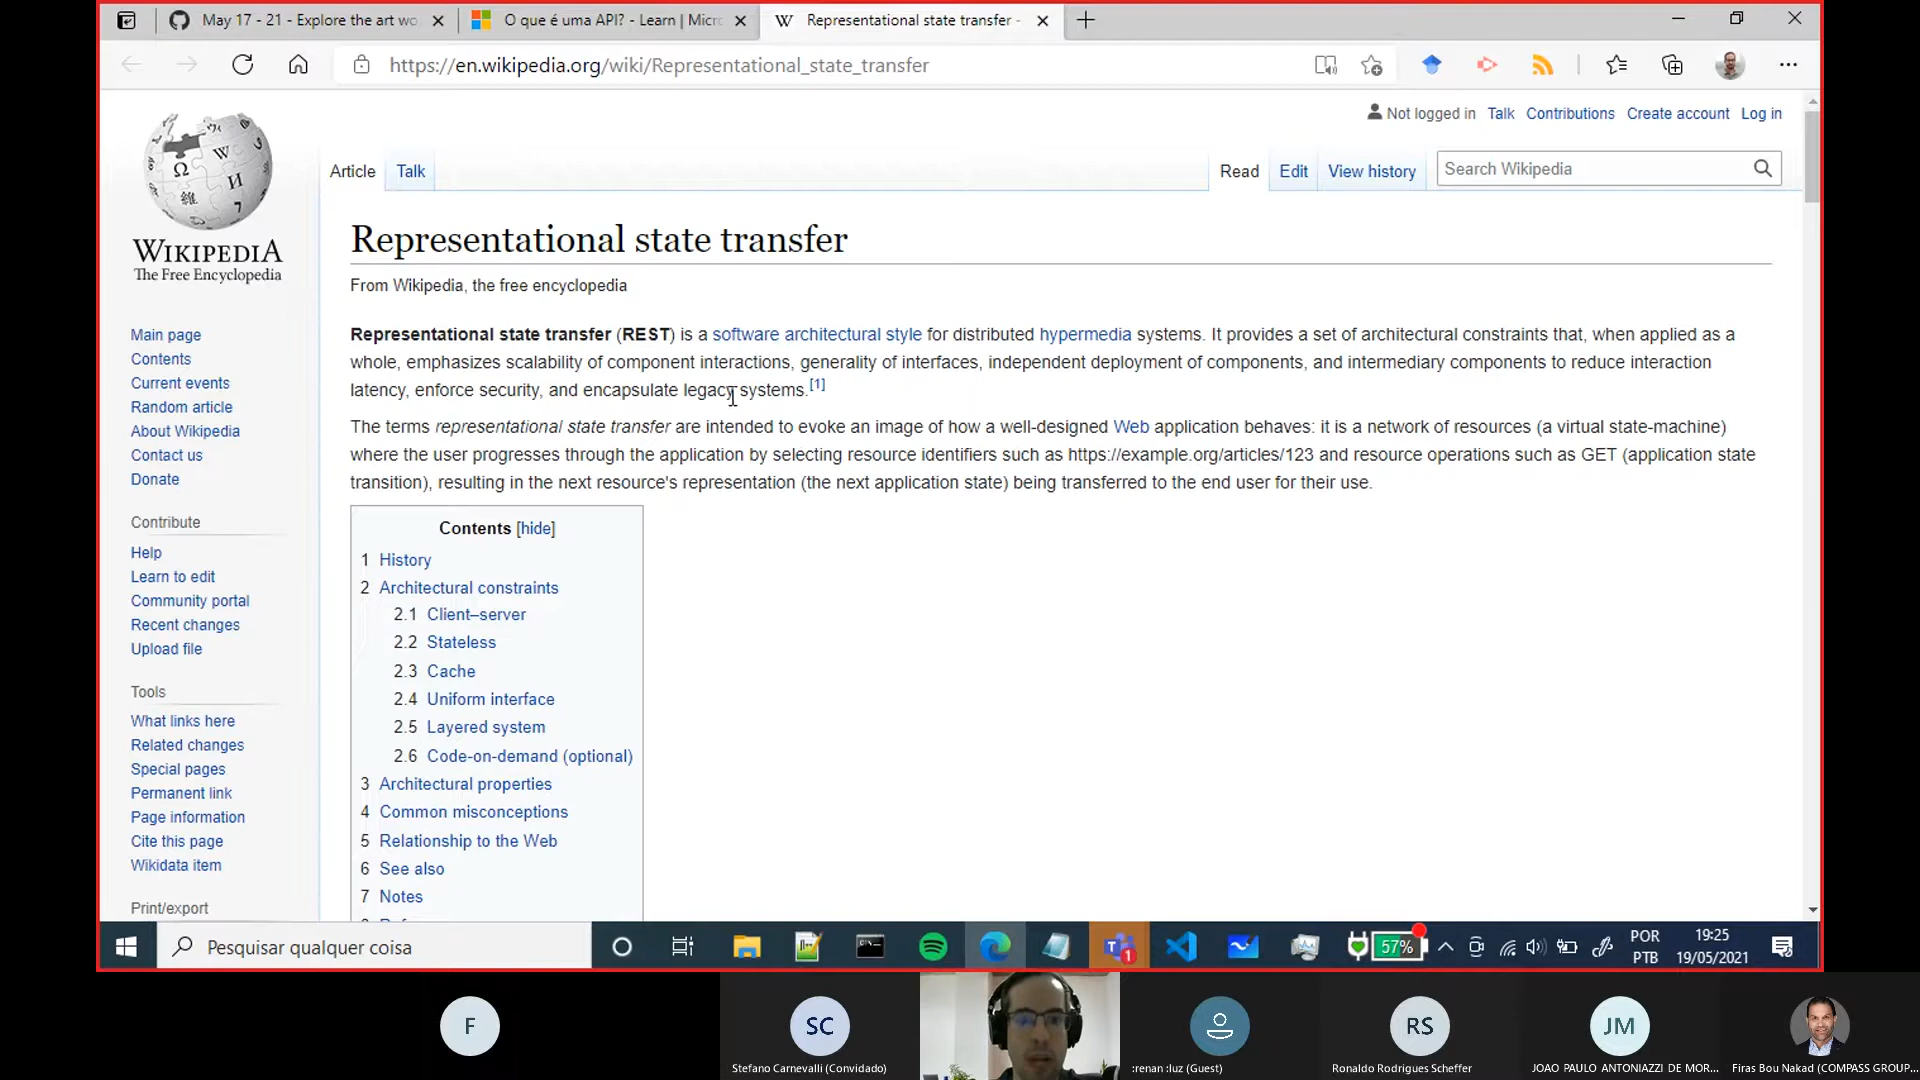 May 17 - 21 - Explore the art wo
O que é uma API? - Learn | Micr
Representational state transfer -
https://en.wikipedia.org/wiki/Representational_state_transfer
Not logged in Talk Contributions Create account Log in
Article Talk Read Edit View history Search Wikipedia
WIKIPEDIA
The Free Encyclopedia
Main page
Contents
Current events
Random article
About Wikipedia
Contact us
Donate
Contribute
Help
Learn to edit
Community portal
Recent changes
Upload file
Tools
What links here
Related changes
Special pages
Permanent link
Page information
Cite this page
Wikidata item
Print/export
Representational state transfer
From Wikipedia, the free encyclopedia
Representational state transfer (REST) is a software architectural style for distributed hypermedia systems. It provides a set of architectural constraints that, when applied as a
whole, emphasizes scalability of component interactions, generality of interfaces, independent deployment of components, and intermediary components to reduce interaction
latency, enforce security, and encapsulate legacy systems.[1]
The terms representational state transfer are intended to evoke an image of how a well-designed Web application behaves: it is a network of resources (a virtual state-machine)
where the user progresses through the application by selecting resource identifiers such as https://example.org/articles/123 and resource operations such as GET (application state
transition), resulting in the next resource's representation (the next application state) being transferred to the end user for their use.
Contents [hide]
1 History
2 Architectural constraints
2.1 Client–server
2.2 Stateless
2.3 Cache
2.4 Uniform interface
2.5 Layered system
2.6 Code-on-demand (optional)
3 Architectural properties
4 Common misconceptions
5 Relationship to the Web
6 See also
7 Notes
Pesquisar qualquer coisa
1
57%
POR
PTB
19:25
19/05/2021
F
SC
RS
JM
Stefano Carnevalli (Convidado)
:renan :luz (Guest)
Ronaldo Rodrigues Scheffer
JOAO PAULO ANTONIAZZI DE MOR...
Firas Bou Nakad (COMPASS GROUP...